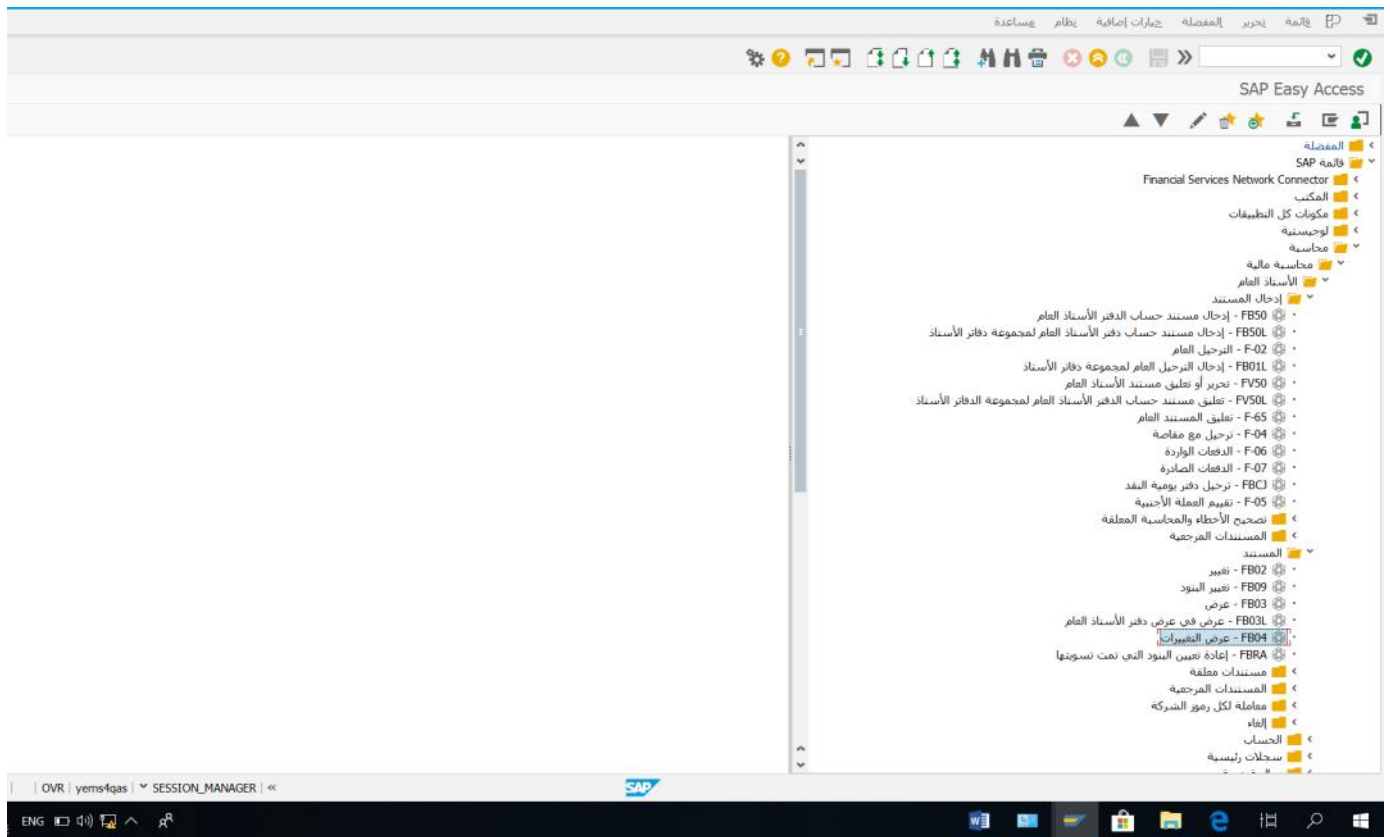 قائمة تحرير المفضلة خيارات إضافية نظام مساعدة
SAP Easy Access
المفضلة
قائمة SAP
Financial Services Network Connector
المكتب
مكونات كل التطبيقات
لوجيستية
محاسبة
محاسبة مالية
الأستاذ العام
إدخال المستند
FB50 - إدخال مستند حساب الدفتر الأستاذ العام
FB50L - إدخال مستند حساب دفتر الأستاذ العام لمجموعة دفاتر الأستاذ
F-02 - الترحيل العام
FB01L - إدخال الترحيل العام لمجموعة دفاتر الأستاذ
FV50 - تحرير أو تعليق مستند الأستاذ العام
FV50L - تعليق مستند حساب الدفتر الأستاذ العام لمجموعة الدفاتر الأستاذ
F-65 - تعليق المستند العام
F-04 - ترحيل مع مقاصة
F-06 - الدفعات الواردة
F-07 - الدفعات الصادرة
FBCJ - ترحيل دفتر يومية النقد
F-05 - تقييم العملة الأجنبية
تصحيح الأخطاء والمحاسبة المعلقة
المستندات المرجعية
المستند
FB02 - تغيير
FB09 - تغيير البنود
FB03 - عرض
FB03L - عرض في عرض دفتر الأستاذ العام
FB04 - عرض التغييرات
FBRA - إعادة تعيين البنود التي تمت تسويتها
مستندات معلقة
المستندات المرجعية
معاملة لكل رموز الشركة
إلغاء
الحساب
سجلات رئيسية
SAP
OVR | yems4qas | SESSION_MANAGER | «
ENG